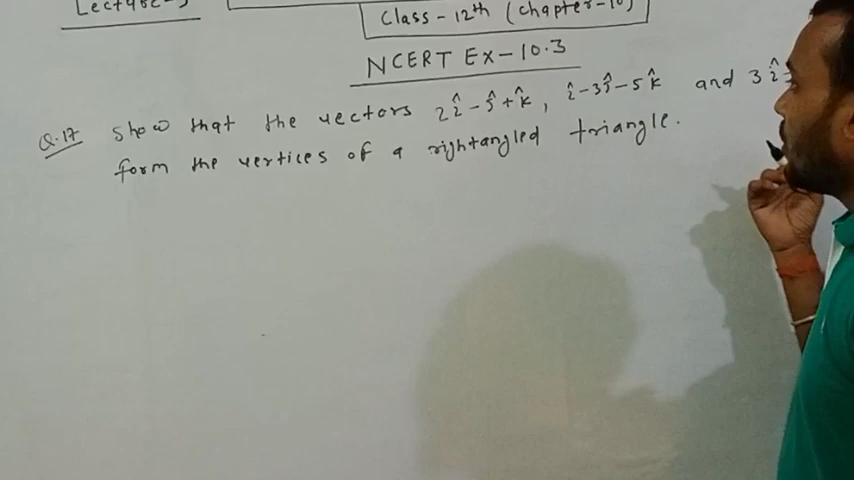 Class - 12th (Chapter-10)
NCERT Ex-10.3
Q.17 Show that the vectors 2î - ĵ + k̂, î - 3ĵ - 5k̂ and 3î
form the vertices of a rightangled triangle.